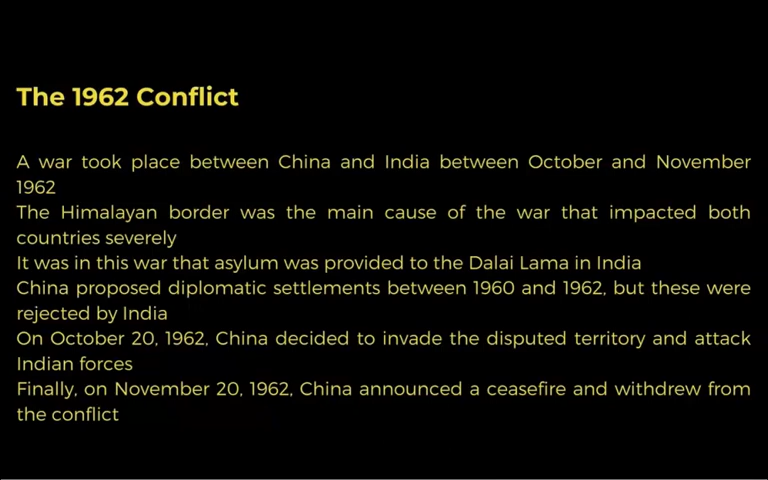 The 1962 Conflict
A war took place between China and India between October and November
1962
The Himalayan border was the main cause of the war that impacted both
countries severely
It was in this war that asylum was provided to the Dalai Lama in India
China proposed diplomatic settlements between 1960 and 1962, but these were
rejected by India
On October 20, 1962, China decided to invade the disputed territory and attack
Indian forces
Finally, on November 20, 1962, China announced a ceasefire and withdrew from
the conflict